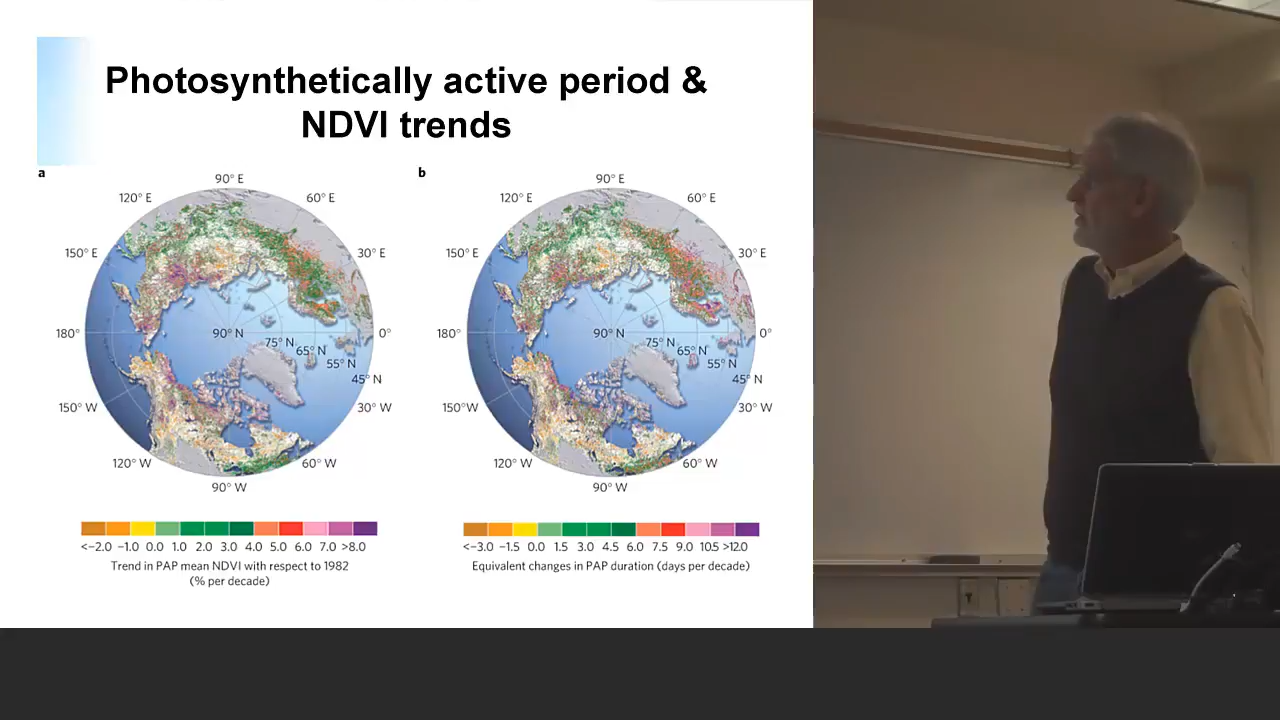 Photosynthetically active period &
NDVI trends
a
90° E
120° E
60° E
150° E
30° E
180°
90° N
0°
75° N
65° N
55° N
45° N
150° W
30° W
120° W
60° W
90° W
<-2.0 -1.0 0.0 1.0 2.0 3.0 4.0 5.0 6.0 7.0 >8.0
Trend in PAP mean NDVI with respect to 1982
(% per decade)
b
90° E
120° E
60° E
150° E
30° E
180°
90° N
0°
75° N
65° N
55° N
45° N
150° W
30° W
120° W
60° W
90° W
<-3.0 -1.5 0.0 1.5 3.0 4.5 6.0 7.5 9.0 10.5 >12.0
Equivalent changes in PAP duration (days per decade)